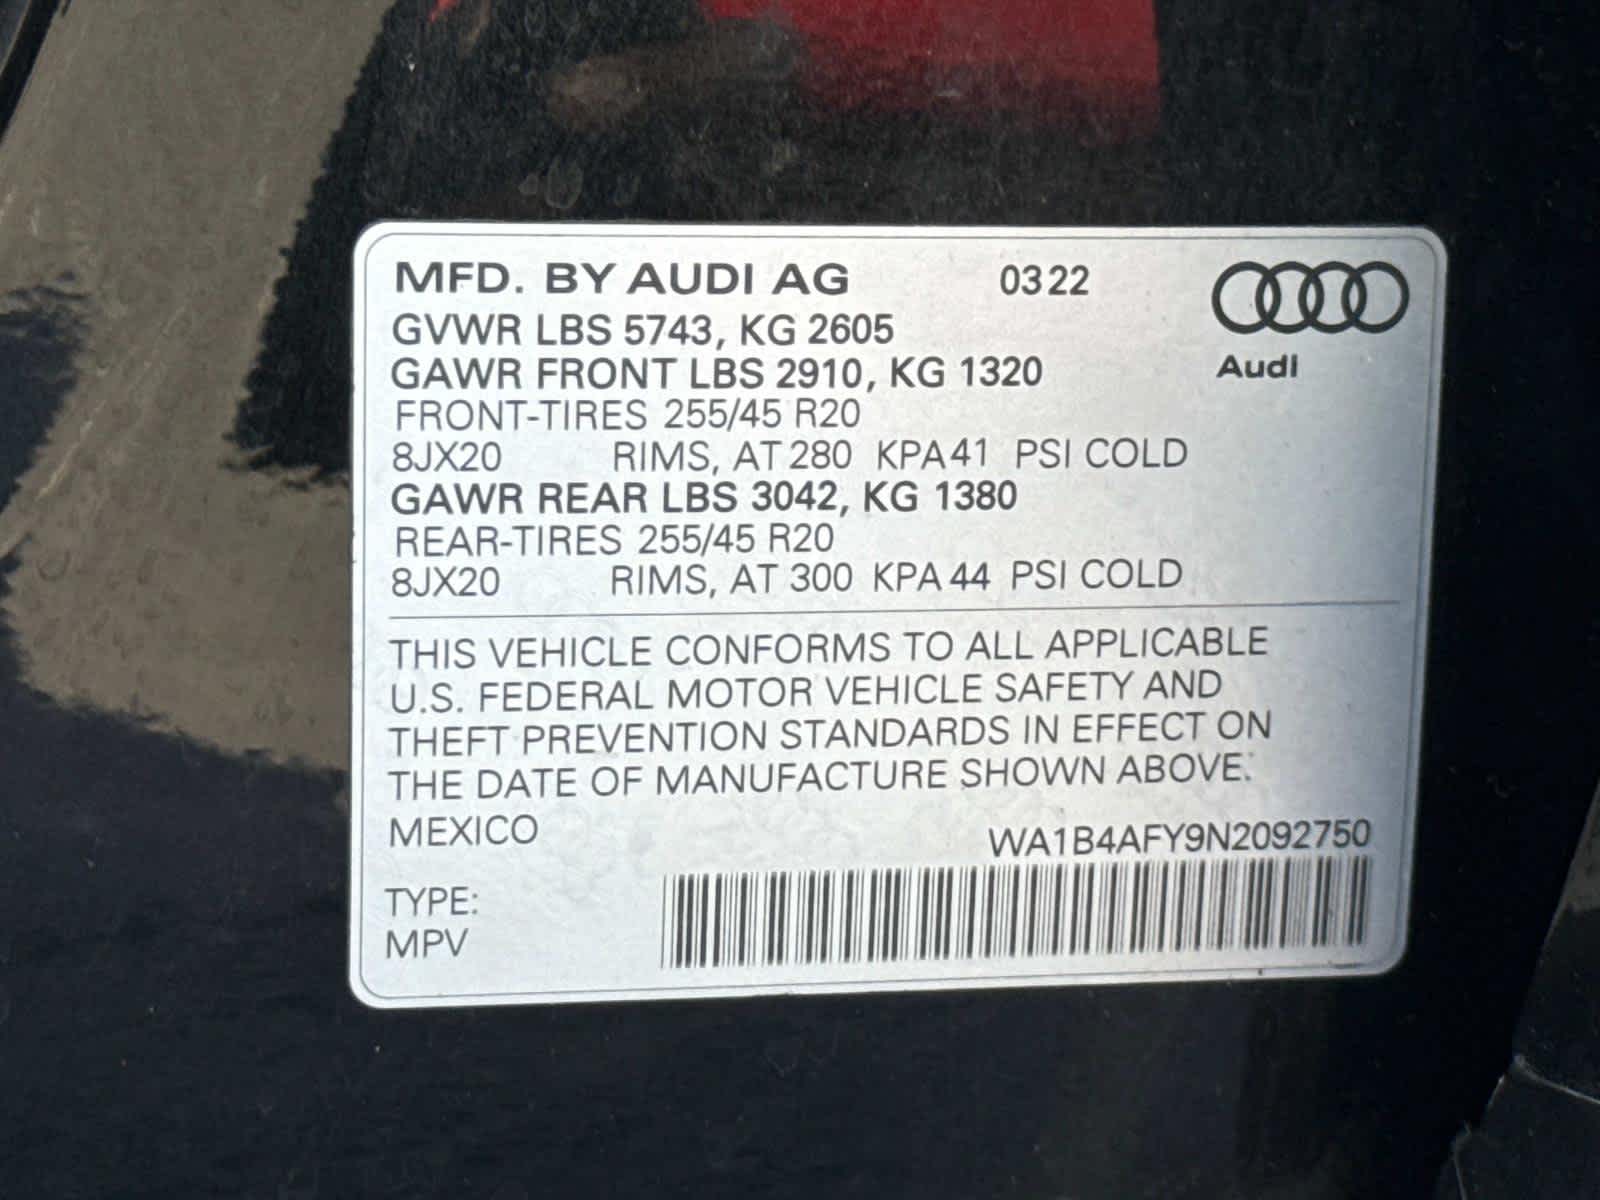 MFD. BY AUDI AG 03 22
Audi
GVWR LBS 5743, KG 2605
GAWR FRONT LBS 2910, KG 1320
FRONT-TIRES 255/45 R20
8JX20 RIMS, AT 280 KPA 41 PSI COLD
GAWR REAR LBS 3042, KG 1380
REAR-TIRES 255/45 R20
8JX20 RIMS, AT 300 KPA 44 PSI COLD
THIS VEHICLE CONFORMS TO ALL APPLICABLE
U.S. FEDERAL MOTOR VEHICLE SAFETY AND
THEFT PREVENTION STANDARDS IN EFFECT ON
THE DATE OF MANUFACTURE SHOWN ABOVE.
MEXICO WA1B4AFY9N2092750
TYPE:
MPV